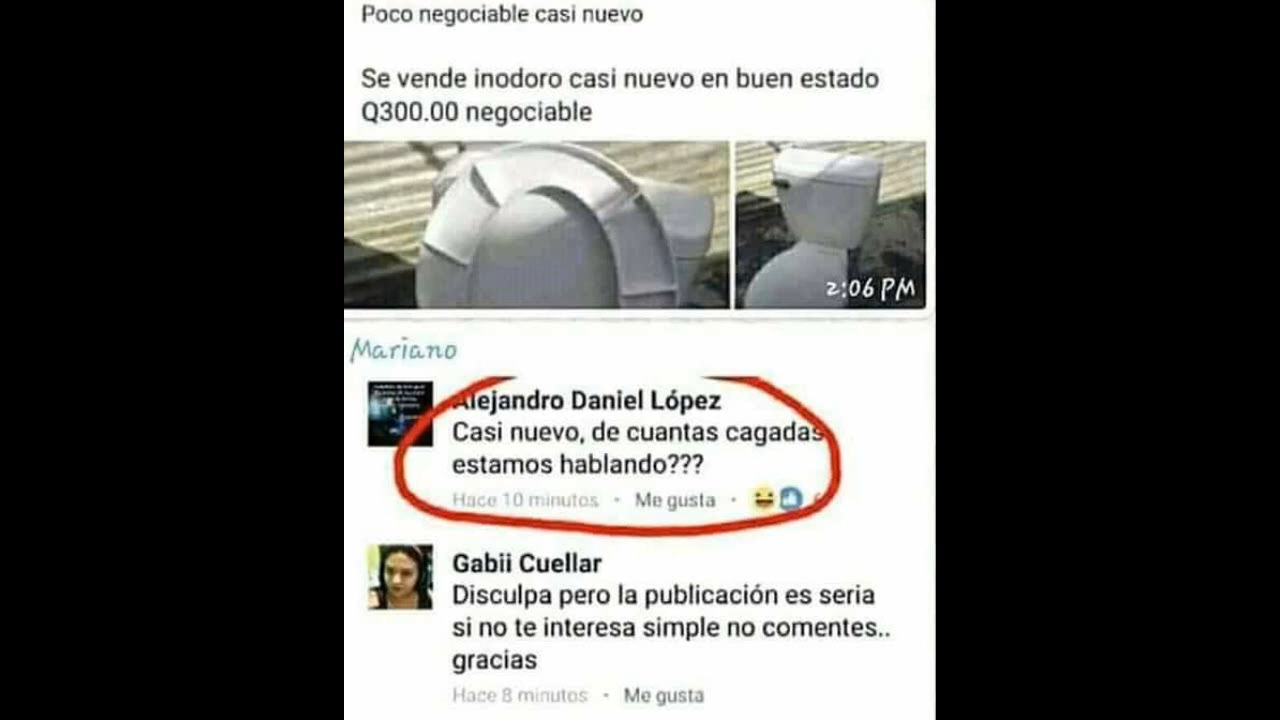 Poco negociable casi nuevo
Se vende inodoro casi nuevo en buen estado
Q300.00 negociable
2:06 PM
Mariano
Alejandro Daniel López
Casi nuevo, de cuantas cagadas
estamos hablando???
Hace 10 minutos · Me gusta ·
Gabii Cuellar
Disculpa pero la publicación es seria
si no te interesa simple no comentes..
gracias
Hace 8 minutos · Me gusta